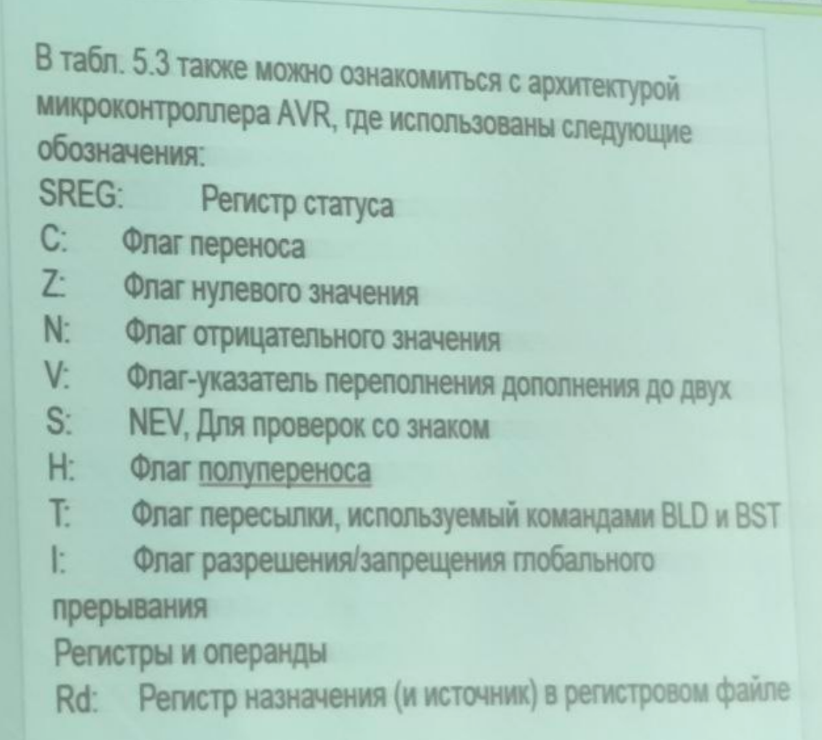 В табл. 5.3 также можно ознакомиться с архитектурой
микроконтроллера AVR, где использованы следующие
обозначения:
SREG: Регистр статуса
C: Флаг переноса
Z: Флаг нулевого значения
N: Флаг отрицательного значения
V: Флаг-указатель переполнения дополнения до двух
S: NEV, Для проверок со знаком
H: Флаг полупереноса
T: Флаг пересылки, используемый командами BLD и BST
I: Флаг разрешения/запрещения глобального
прерывания
Регистры и операнды
Rd: Регистр назначения (и источник) в регистровом файле